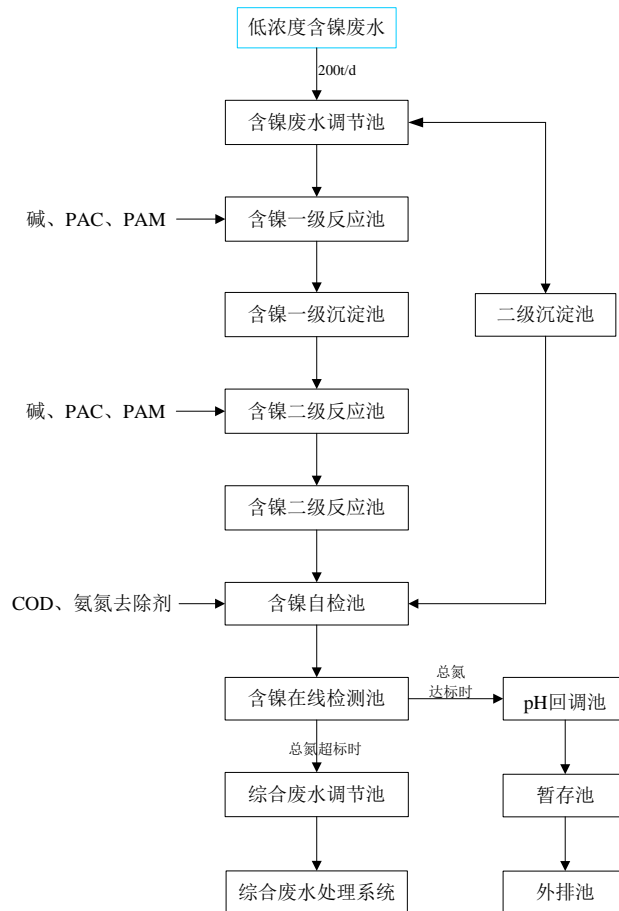 低浓度含镍废水
200t/d
含镍废水调节池
碱、PAC、PAM
含镍一级反应池
含镍一级沉淀池
二级沉淀池
碱、PAC、PAM
含镍二级反应池
含镍二级反应池
COD、氨氮去除剂
含镍自检池
含镍在线检测池
总氮
达标时
pH回调池
总氮超标时
综合废水调节池
暂存池
综合废水处理系统
外排池